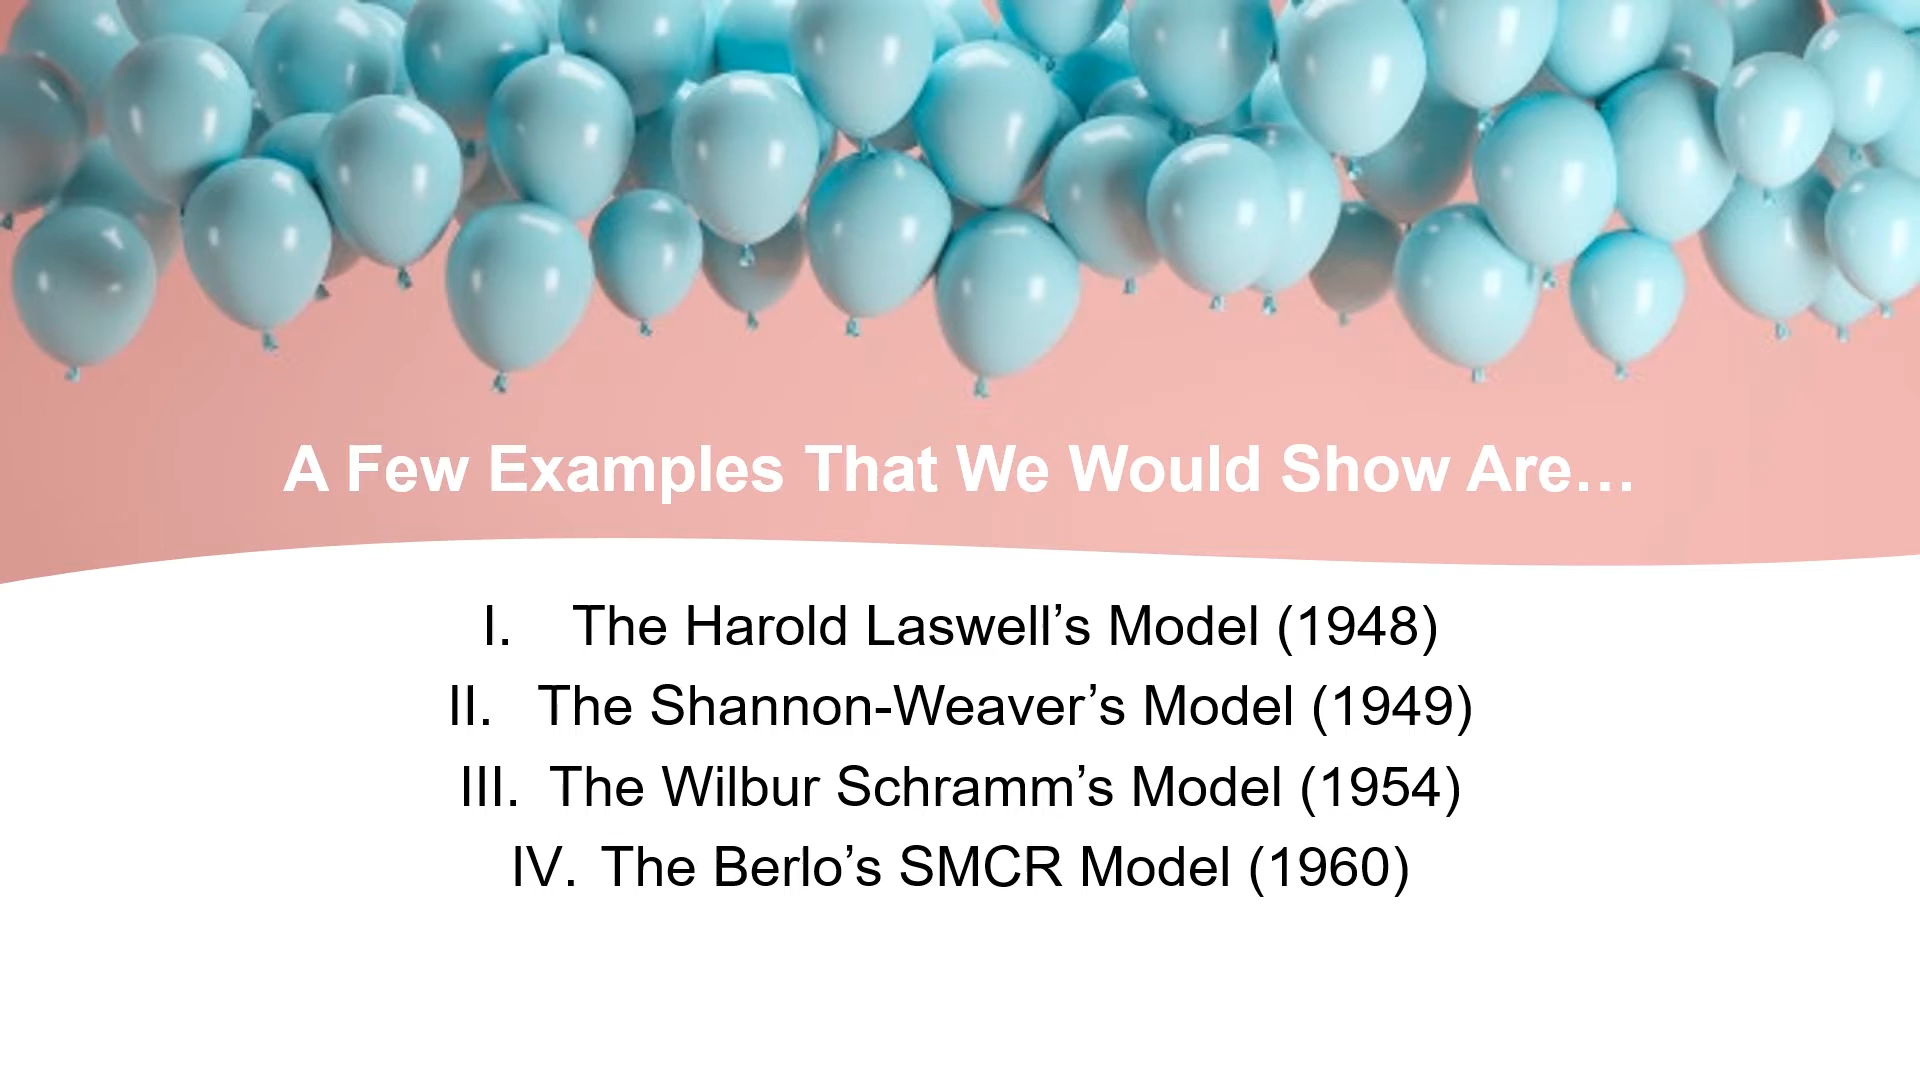 A Few Examples That We Would Show Are…
I. The Harold Laswell’s Model (1948)
II. The Shannon-Weaver’s Model (1949)
III. The Wilbur Schramm’s Model (1954)
IV. The Berlo’s SMCR Model (1960)